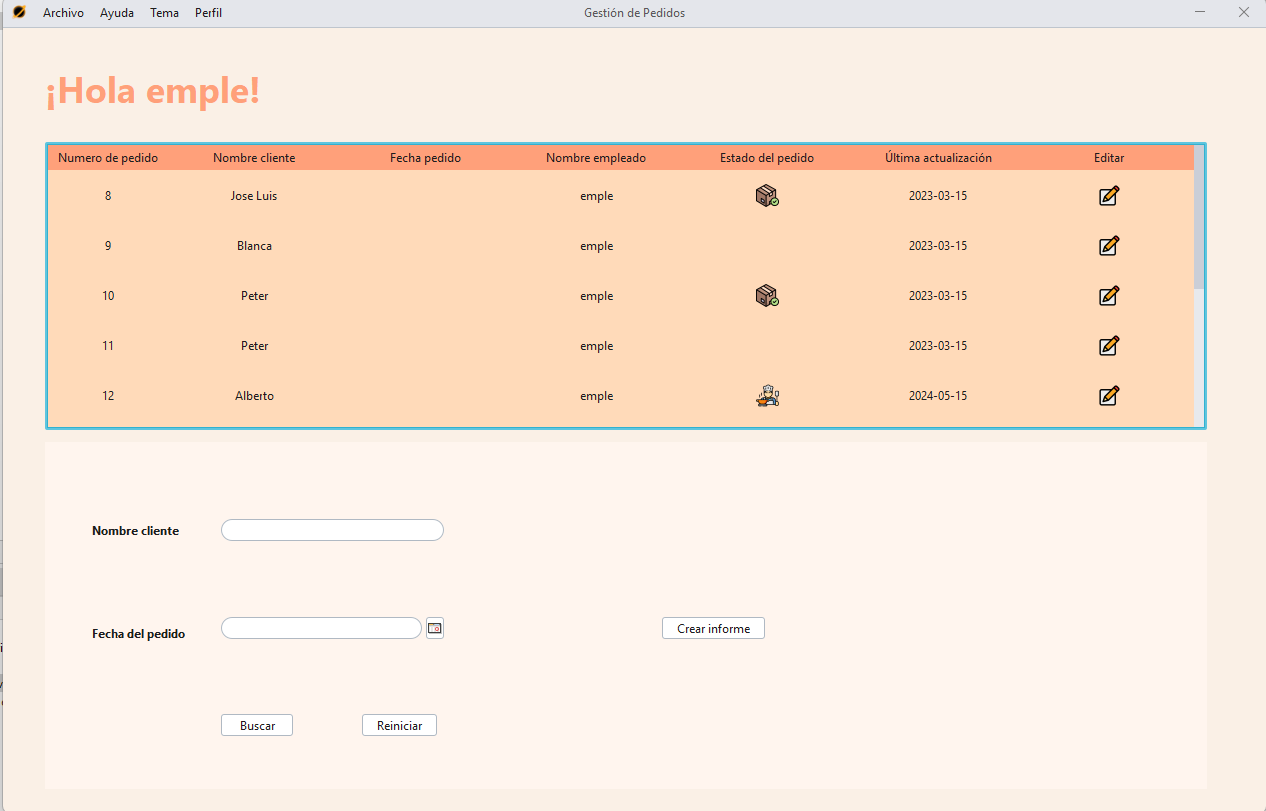 Archivo Ayuda Tema Perfil Gestión de Pedidos
¡Hola emple!
Numero de pedido Nombre cliente Fecha pedido Nombre empleado Estado del pedido Última actualización Editar
8 Jose Luis emple 2023-03-15
9 Blanca emple 2023-03-15
10 Peter emple 2023-03-15
11 Peter emple 2023-03-15
12 Alberto emple 2024-05-15
Nombre cliente
Fecha del pedido Crear informe
Buscar Reiniciar